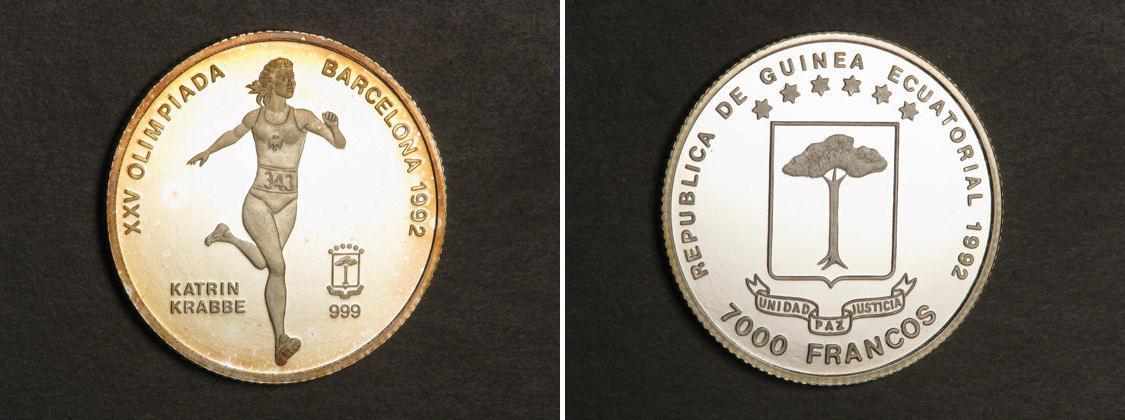 XXV OLIMPIADA
BARCELONA 1992
343
KATRIN
KRABBE
999
REPUBLICA DE GUINEA ECUATORIAL 1992
UNIDAD PAZ JUSTICIA
7000 FRANCOS